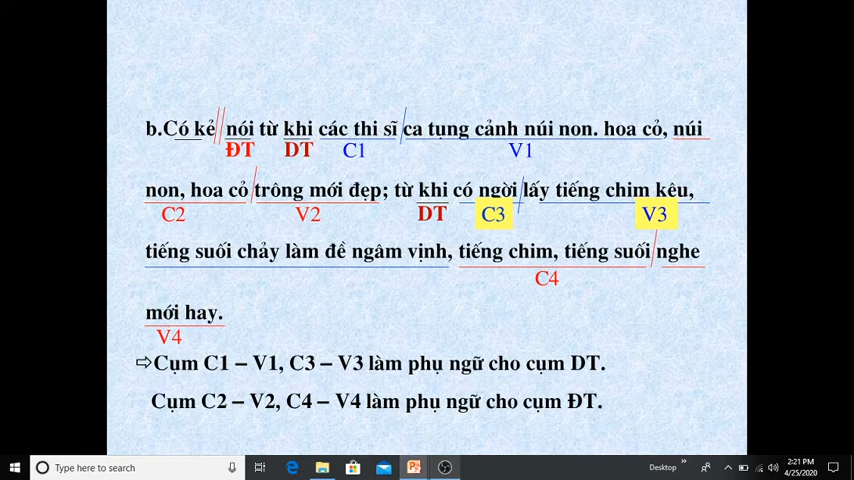 b.Có kẻ nói từ khi các thi sĩ ca tụng cảnh núi non. hoa cỏ, núi
ĐT DT C1 V1
non, hoa cỏ trông mới đẹp; từ khi có ngời lấy tiếng chim kêu,
C2 V2 DT C3 V3
tiếng suối chảy làm đề ngâm vịnh, tiếng chim, tiếng suối nghe
C4
mới hay.
V4
⇨Cụm C1 – V1, C3 – V3 làm phụ ngữ cho cụm DT.
Cụm C2 – V2, C4 – V4 làm phụ ngữ cho cụm ĐT.
Type here to search
Desktop
2:21 PM
4/25/2020